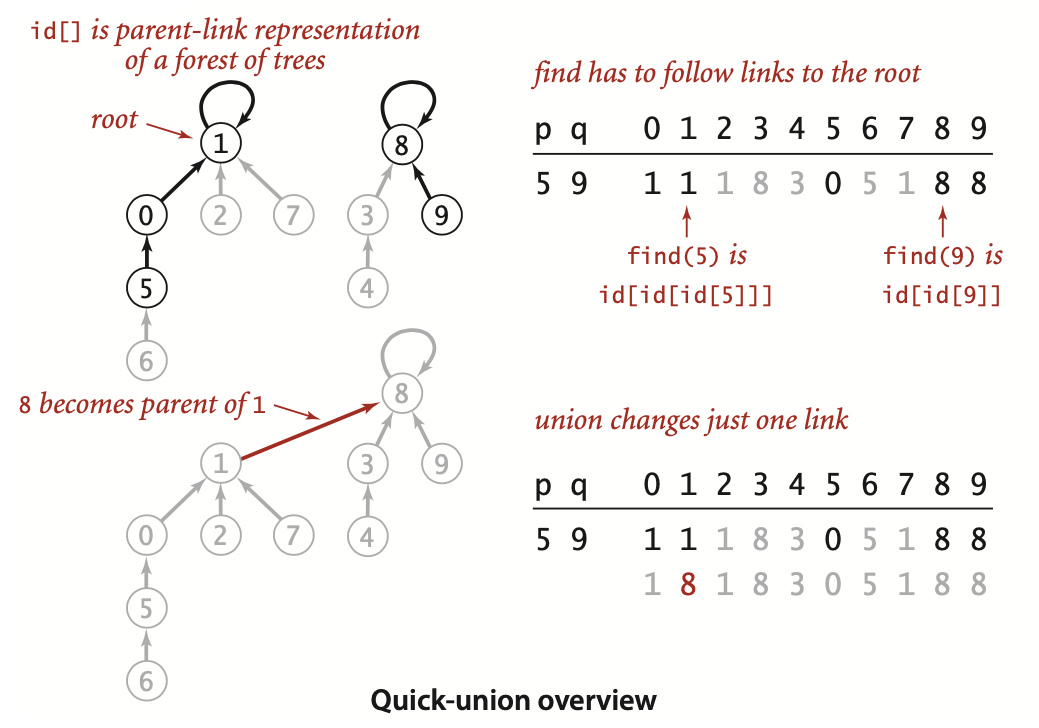 id[] is parent-link representation
of a forest of trees
root
1
8
0
2
7
3
9
5
4
6
8 becomes parent of 1
8
1
3
9
0
2
7
4
5
6
find has to follow links to the root
p q 0 1 2 3 4 5 6 7 8 9
5 9 1 1 1 8 3 0 5 1 8 8
find(5) is
id[id[id[5]]]
find(9) is
id[id[9]]
union changes just one link
p q 0 1 2 3 4 5 6 7 8 9
5 9 1 1 1 8 3 0 5 1 8 8
1 8 1 8 3 0 5 1 8 8
Quick-union overview